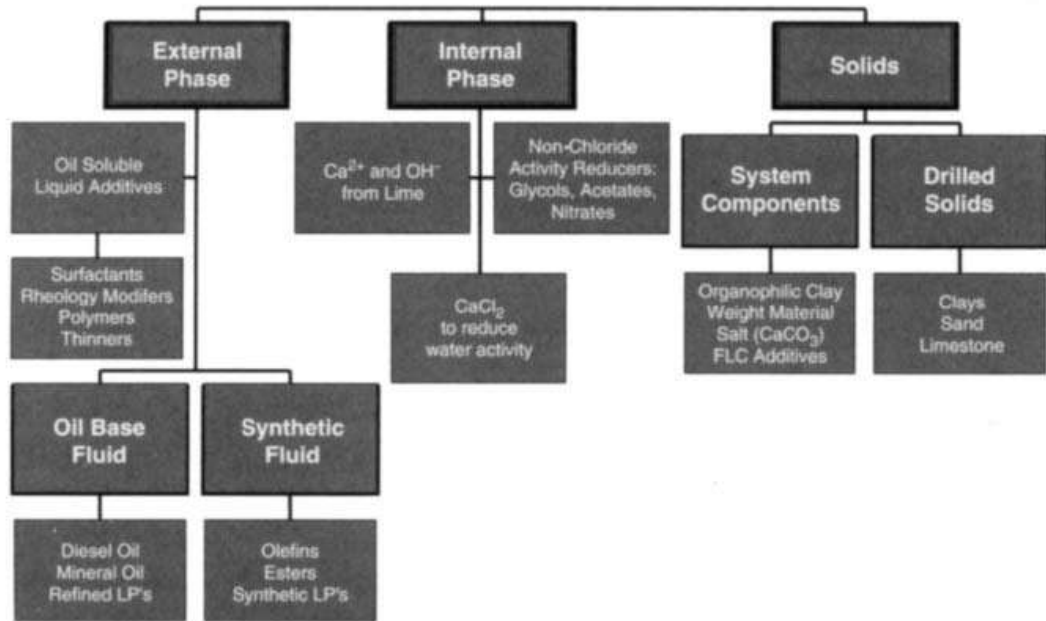 External
Phase
Internal
Phase
Solids
Oil Soluble
Liquid Additives
Ca²⁺ and OH⁻
from Lime
Non-Chloride
Activity Reducers:
Glycols, Acetates,
Nitrates
System
Components
Drilled
Solids
Surfactants
Rheology Modifers
Polymers
Thinners
CaCl₂
to reduce
water activity
Organophilic Clay
Weight Material
Salt (CaCO₃)
FLC Additives
Clays
Sand
Limestone
Oil Base
Fluid
Synthetic
Fluid
Diesel Oil
Mineral Oil
Refined LP's
Olefins
Esters
Synthetic LP's